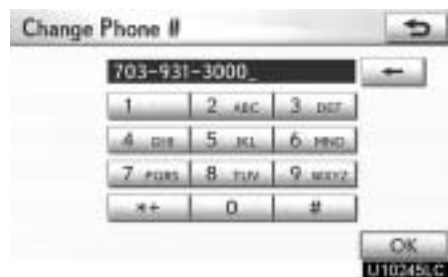 Change Phone #
703-931-3000_
1 2 ABC 3 DEF
4 GHI 5 JKL 6 MNO
7 PQRS 8 TUV 9 WXYZ
*+ 0 #
OK
U10245LC